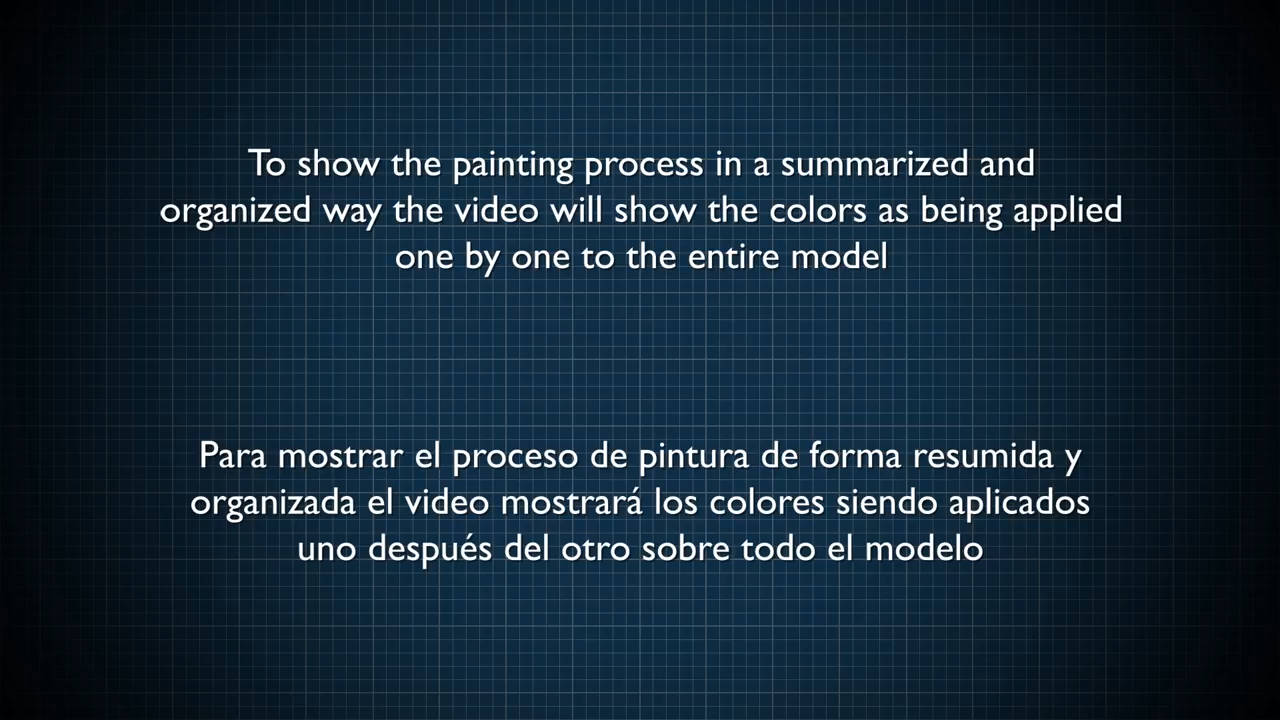 To show the painting process in a summarized and
organized way the video will show the colors as being applied
one by one to the entire model
Para mostrar el proceso de pintura de forma resumida y
organizada el video mostrará los colores siendo aplicados
uno después del otro sobre todo el modelo